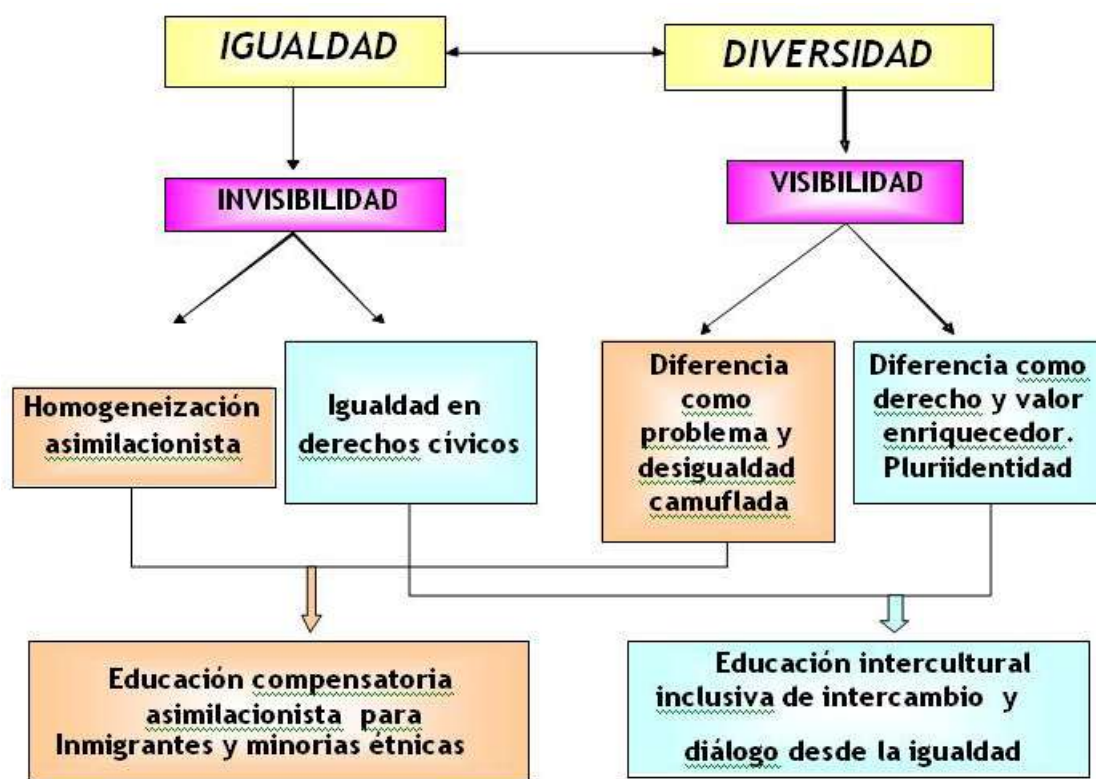 IGUALDAD
DIVERSIDAD
INVISIBILIDAD
VISIBILIDAD
Homogeneización
asimilacionista
Igualdad en
derechos cívicos
Diferencia
como
problema y
desigualdad
camuflada
Diferencia como
derecho y valor
enriquecedor.
Pluriidentidad
Educación compensatoria
asimilacionista para
Inmigrantes y minorias étnicas
Educación intercultural
inclusiva de intercambio y
diálogo desde la igualdad